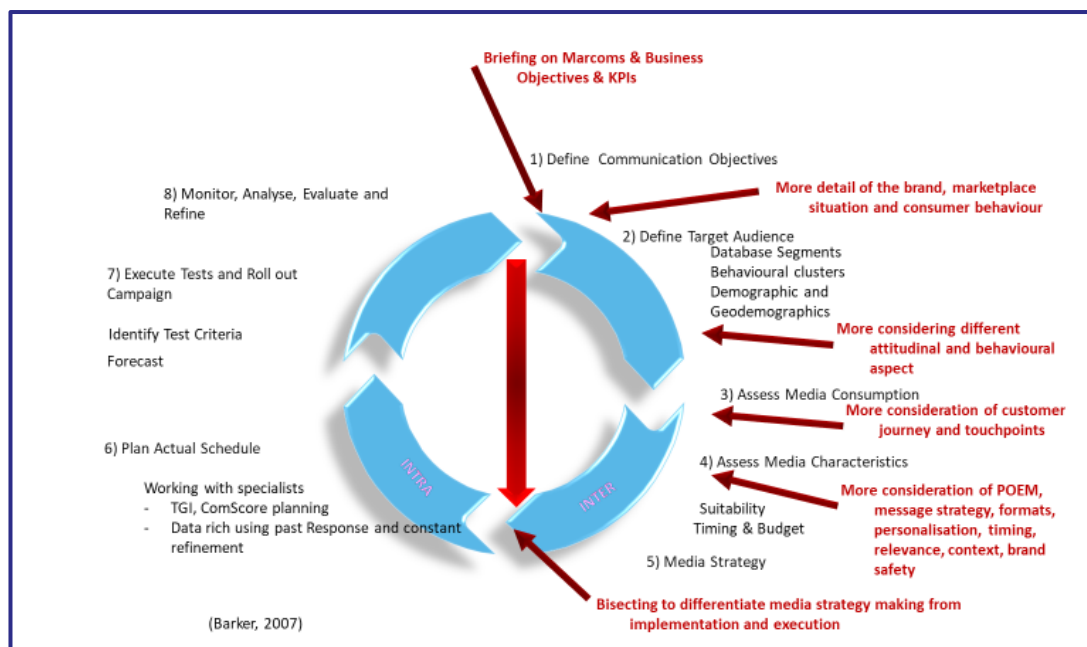 Briefing on Marcoms & Business
Objectives & KPIs
1) Define Communication Objectives
8) Monitor, Analyse, Evaluate and
Refine
More detail of the brand, marketplace
situation and consumer behaviour
2) Define Target Audience
Database Segments
Behavioural clusters
Demographic and
Geodemographics
7) Execute Tests and Roll out
Campaign
Identify Test Criteria
Forecast
More considering different
attitudinal and behavioural
aspect
3) Assess Media Consumption
More consideration of customer
journey and touchpoints
6) Plan Actual Schedule
INTRA
INTER
4) Assess Media Characteristics
Working with specialists
- TGI, ComScore planning
- Data rich using past Response and constant
refinement
Suitability
Timing & Budget
More consideration of POEM,
message strategy, formats,
personalisation, timing,
relevance, context, brand
safety
5) Media Strategy
Bisecting to differentiate media strategy making from
implementation and execution
(Barker, 2007)